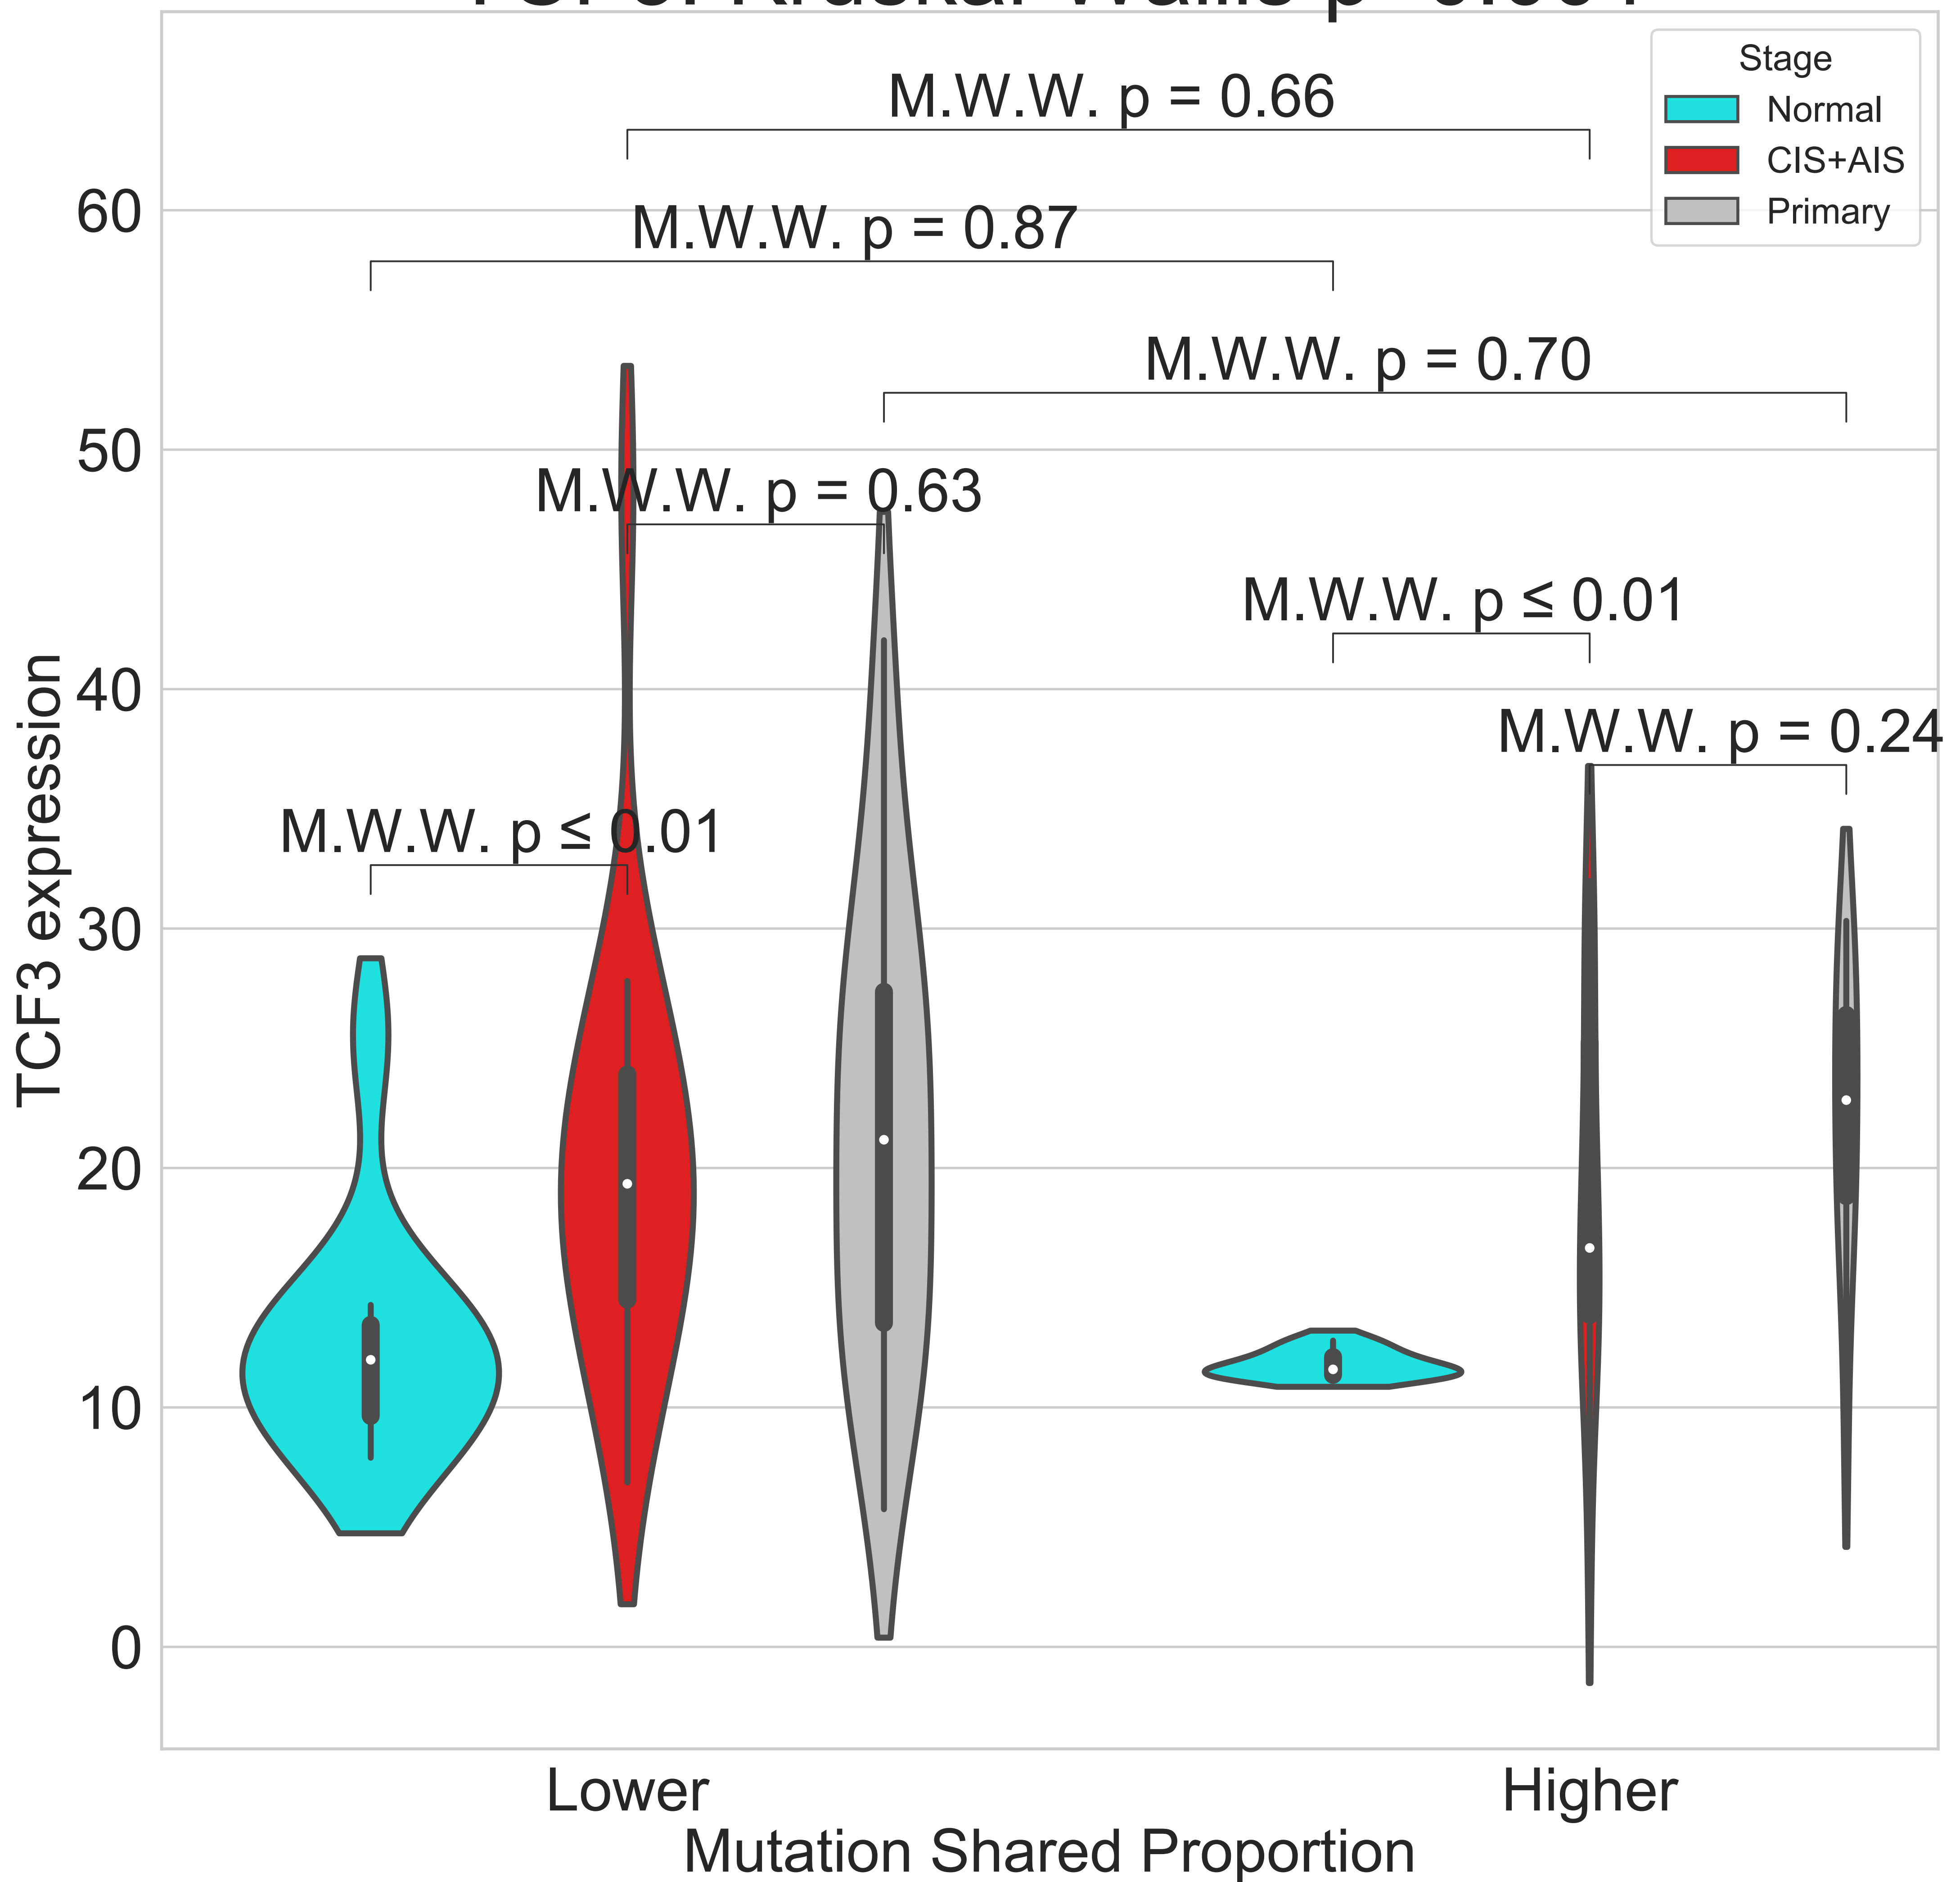 Stage
Normal
CIS+AIS
Primary
M.W.W. p = 0.66
M.W.W. p = 0.87
M.W.W. p = 0.70
M.W.W. p = 0.63
M.W.W. p ≤ 0.01
M.W.W. p = 0.24
M.W.W. p ≤ 0.01
60
50
40
30
20
10
0
TCF3 expression
Lower
Higher
Mutation Shared Proportion